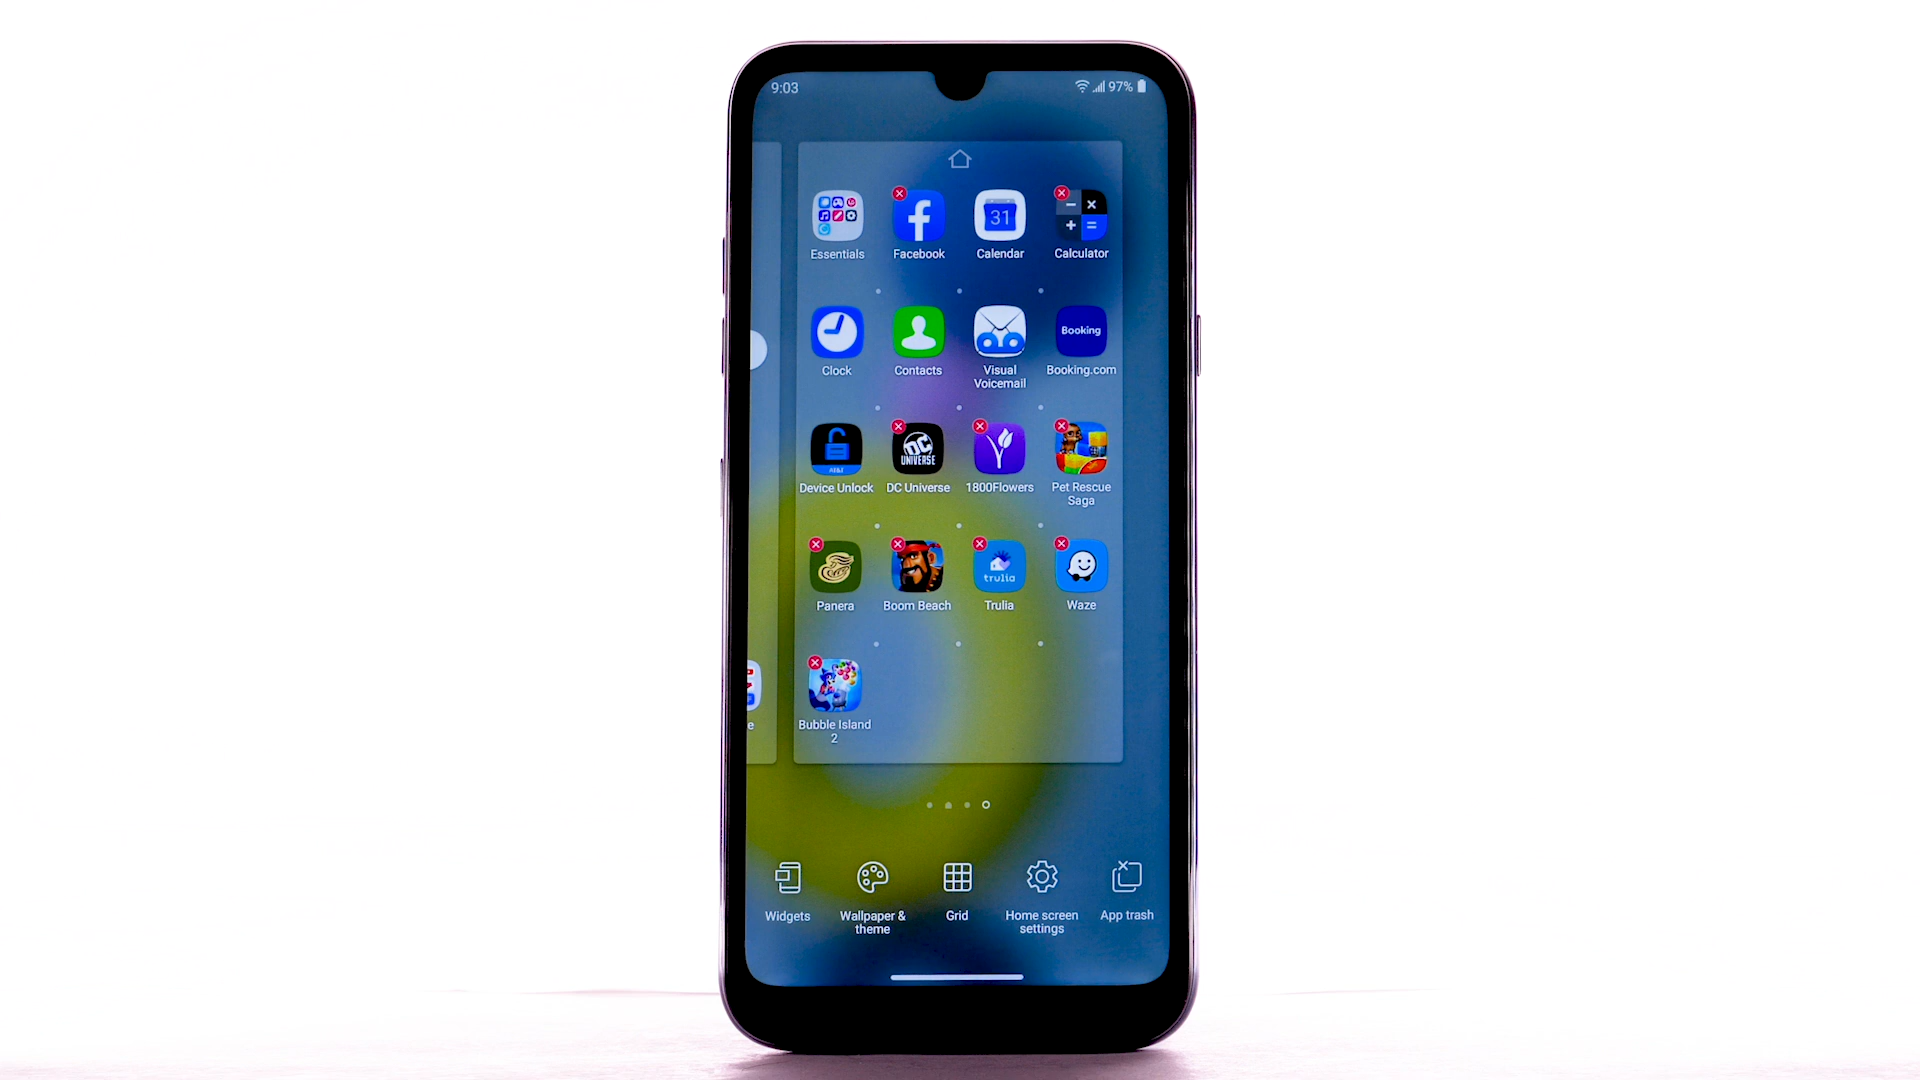 9:03
97%
Essentials
Facebook
31
Calendar
Calculator
Clock
Contacts
Visual
Voicemail
Booking
Booking.com
AT&T
Device Unlock
DC
UNIVERSE
DC Universe
1800Flowers
Pet Rescue
Saga
Panera
Boom Beach
trulia
Trulia
Waze
e
Bubble Island
2
Widgets
Wallpaper &
theme
Grid
Home screen
settings
App trash